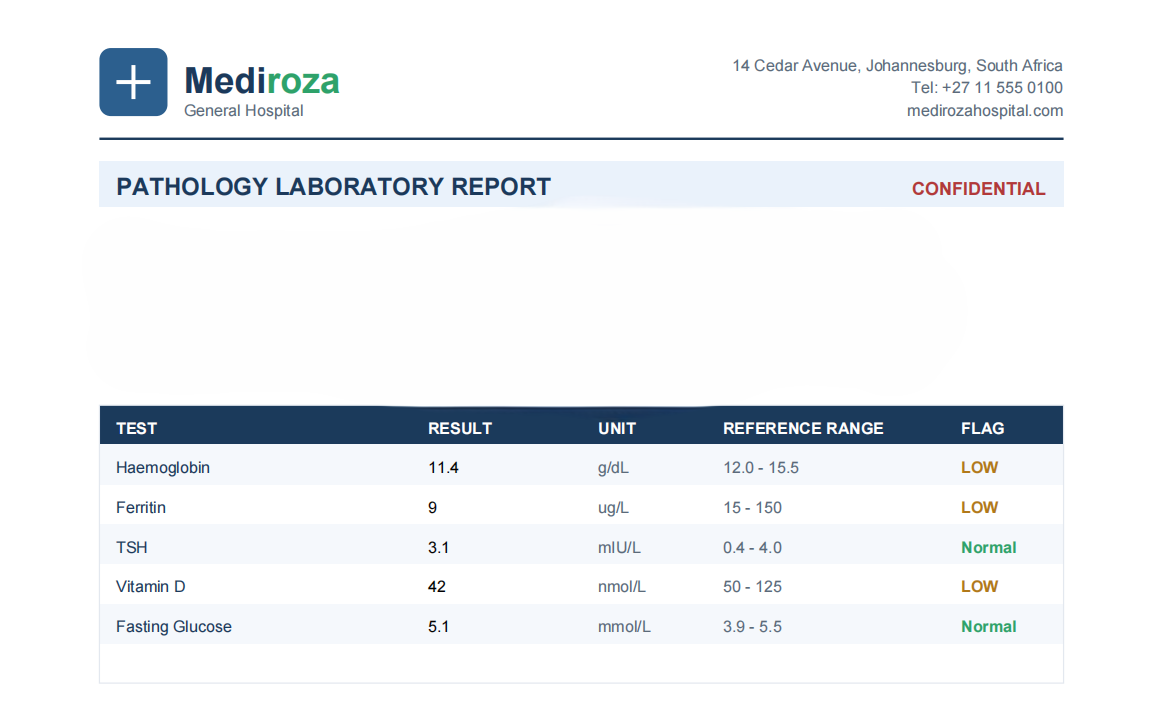 Mediroza
General Hospital
14 Cedar Avenue, Johannesburg, South Africa
Tel: +27 11 555 0100
medirozahospital.com
PATHOLOGY LABORATORY REPORT CONFIDENTIAL
TEST RESULT UNIT REFERENCE RANGE FLAG
Haemoglobin 11.4 g/dL 12.0 - 15.5 LOW
Ferritin 9 ug/L 15 - 150 LOW
TSH 3.1 mIU/L 0.4 - 4.0 Normal
Vitamin D 42 nmol/L 50 - 125 LOW
Fasting Glucose 5.1 mmol/L 3.9 - 5.5 Normal